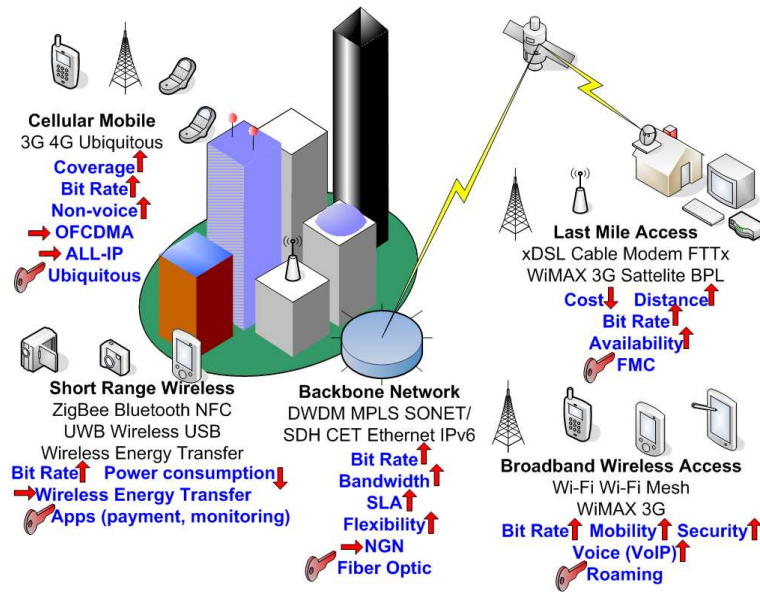 Cellular Mobile
3G 4G Ubiquitous
Coverage
Bit Rate
Non-voice
OFCDMA
ALL-IP
Ubiquitous
Last Mile Access
xDSL Cable Modem FTTx
WiMAX 3G Sattelite BPL
Cost Distance
Bit Rate
Availability
FMC
Short Range Wireless
ZigBee Bluetooth NFC
UWB Wireless USB
Wireless Energy Transfer
Bit Rate Power consumption
Wireless Energy Transfer
Apps (payment, monitoring)
Backbone Network
DWDM MPLS SONET/
SDH CET Ethernet IPv6
Bit Rate
Bandwidth
SLA
Flexibility
NGN
Fiber Optic
Broadband Wireless Access
Wi-Fi Wi-Fi Mesh
WiMAX 3G
Bit Rate Mobility Security
Voice (VoIP)
Roaming